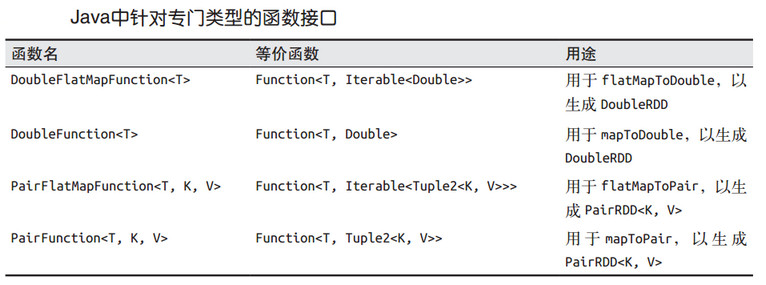 Java中针对专门类型的函数接口
函数名 等价函数 用途
DoubleFlatMapFunction<T> Function<T, Iterable<Double>> 用于 flatMapToDouble，以
生成 DoubleRDD
DoubleFunction<T> Function<T, Double> 用于 mapToDouble，以生成
DoubleRDD
PairFlatMapFunction<T, K, V> Function<T, Iterable<Tuple2<K, V>>> 用于 flatMapToPair，以生
成 PairRDD<K, V>
PairFunction<T, K, V> Function<T, Tuple2<K, V>> 用于 mapToPair，以生成
PairRDD<K, V>